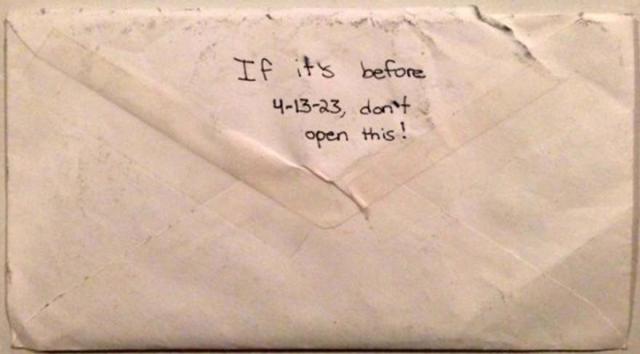 If it's before
4-13-23, don't
open this!